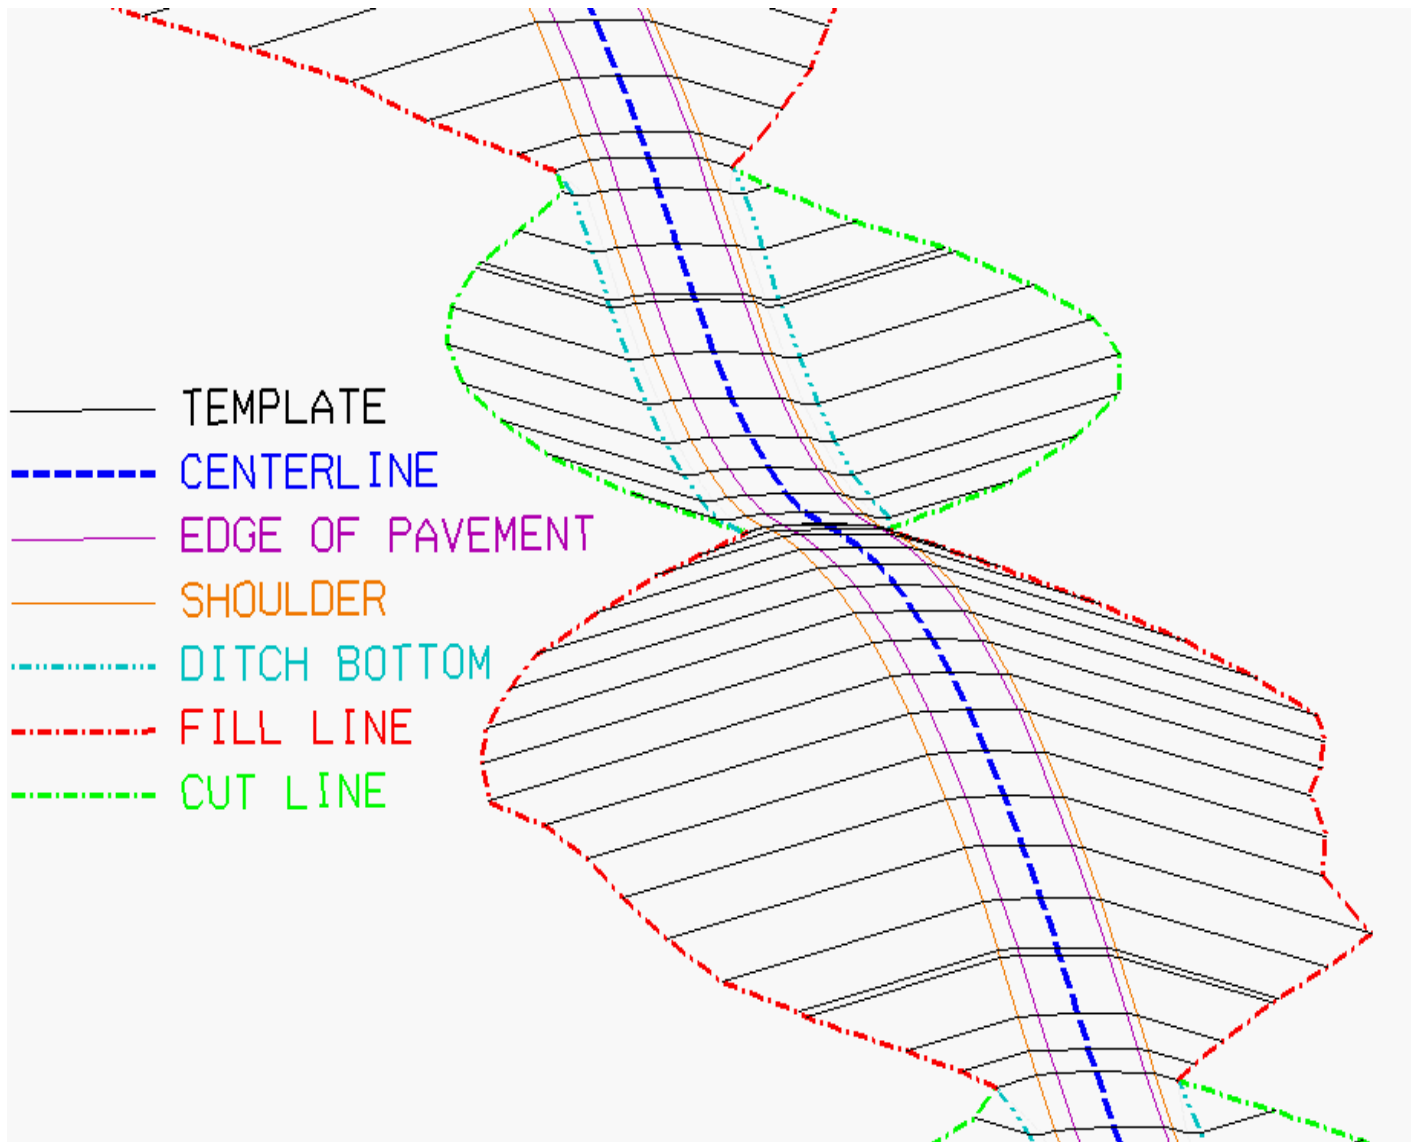 TEMPLATE
CENTERLINE
EDGE OF PAVEMENT
SHOULDER
DITCH BOTTOM
FILL LINE
CUT LINE